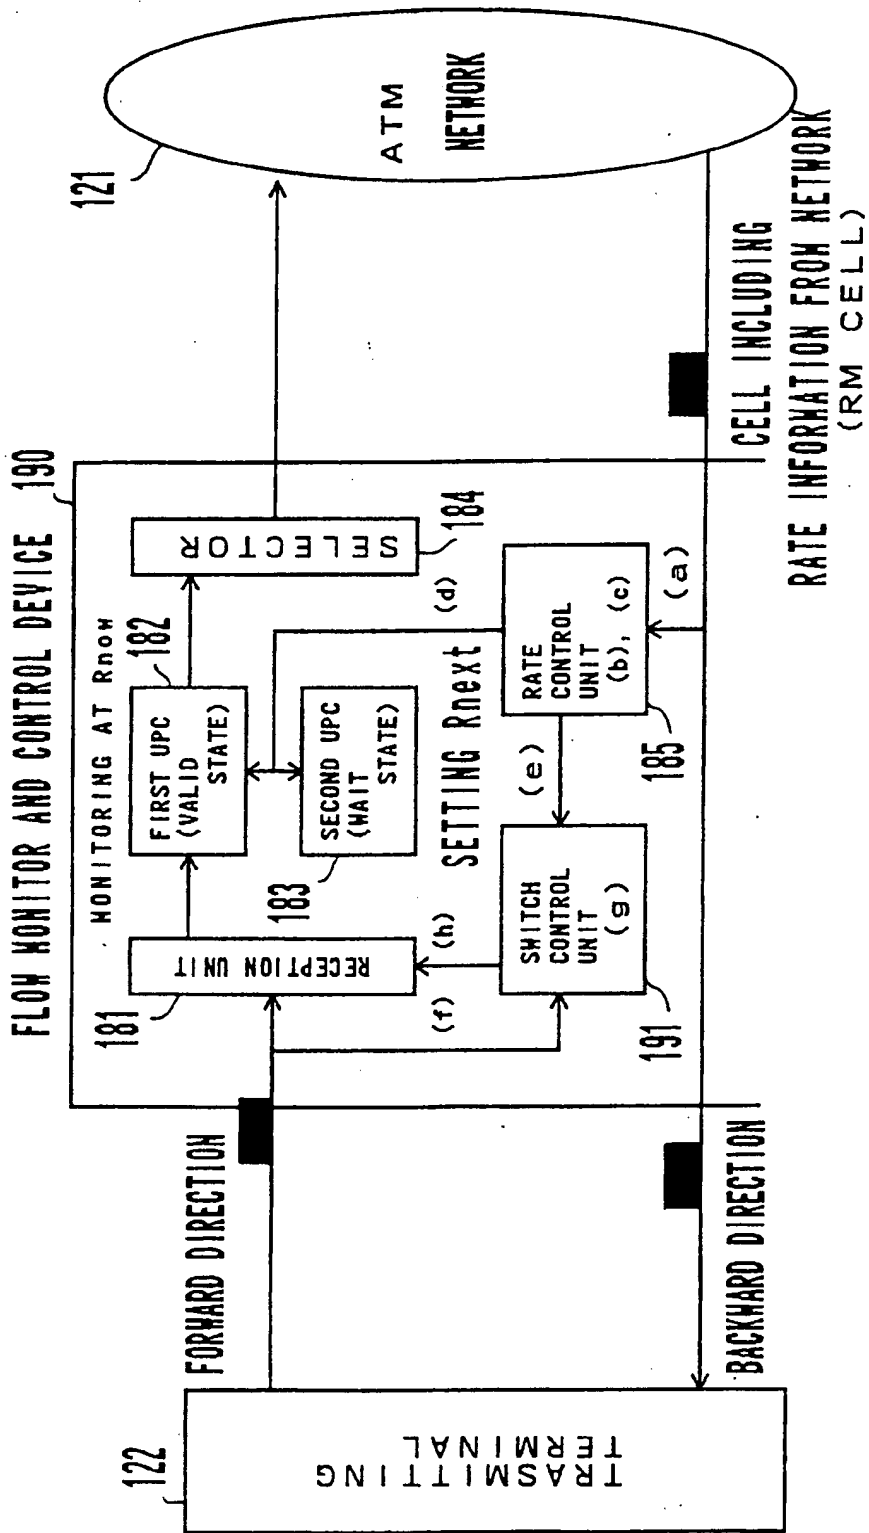 FLOW MONITOR AND CONTROL DEVICE 190
MONITORING AT Rnow
121
ATM
NETWORK
FORWARD DIRECTION
122
TRASMITTING
TERMINAL
181
RECEPTION UNIT
182
FIRST UPC
(VALID
STATE)
183
SECOND UPC
(WAIT
STATE)
SELECTOR
184
(f)
(h)
SETTING Rnext
(d)
(e)
SWITCH
CONTROL
UNIT
(g)
191
RATE
CONTROL
UNIT
(b), (c)
185
(a)
BACKWARD DIRECTION
CELL INCLUDING
RATE INFORMATION FROM NETWORK
(RM CELL)